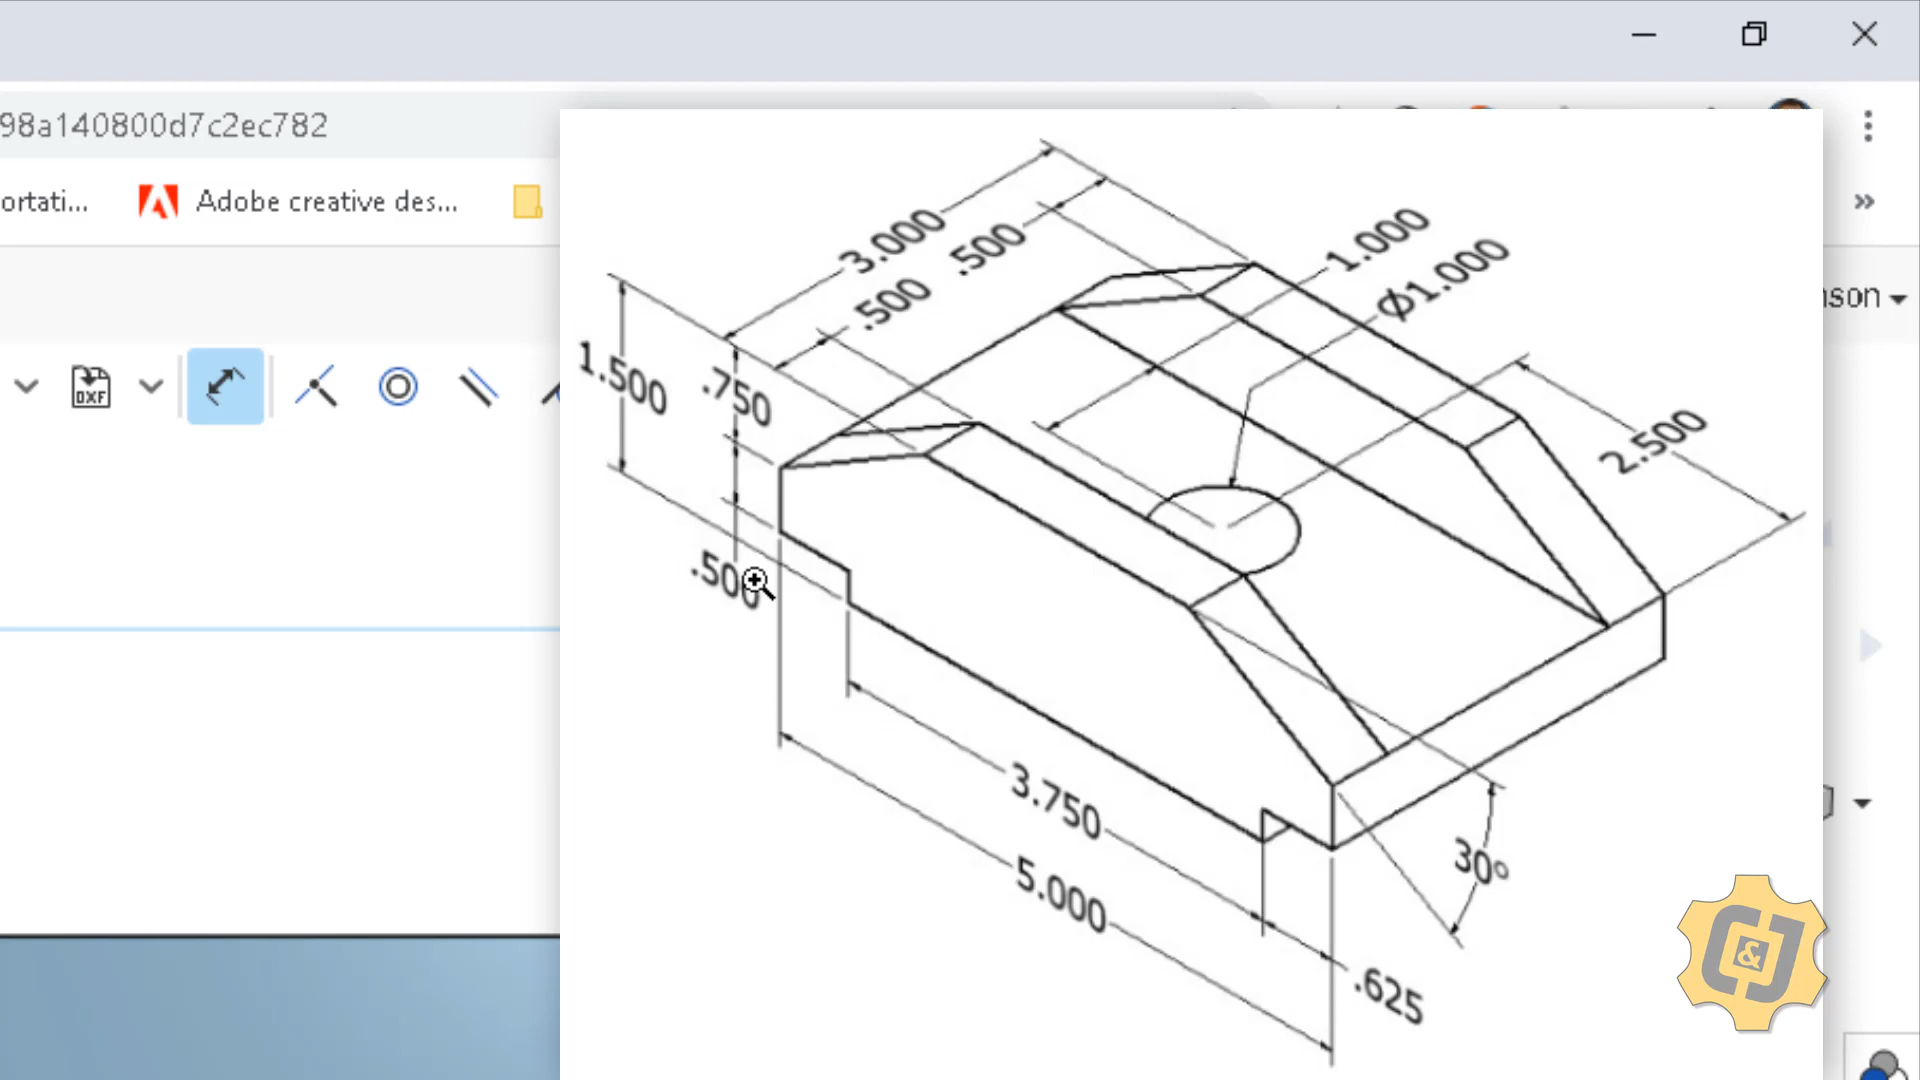 98a140800d7c2ec782
ortati...
Adobe creative des...
»
nson
DXF
3.000
.500
.500
1.000
Ø1.000
1.500
.750
2.500
.500
3.750
5.000
30°
.625
C&J